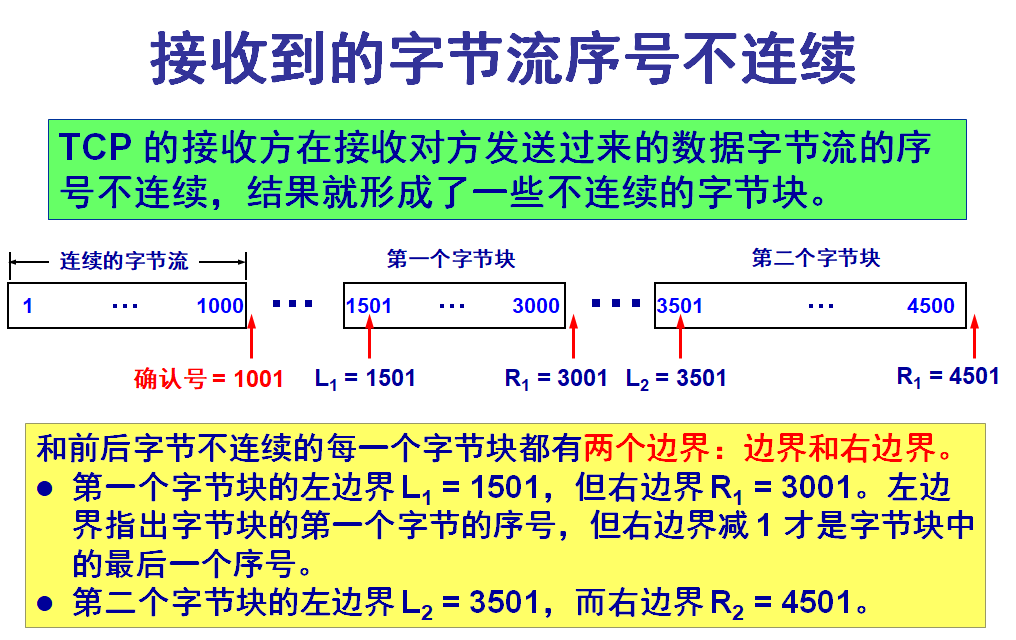 接收到的字节流序号不连续
TCP 的接收方在接收对方发送过来的数据字节流的序
号不连续，结果就形成了一些不连续的字节块。
连续的字节流
第一个字节块
第二个字节块
1 … 1000 … 1501 … 3000 … 3501 … 4500
确认号 = 1001 L1 = 1501 R1 = 3001 L2 = 3501 R1 = 4501
和前后字节不连续的每一个字节块都有两个边界：边界和右边界。
● 第一个字节块的左边界 L1 = 1501，但右边界 R1 = 3001。左边
界指出字节块的第一个字节的序号，但右边界减 1 才是字节块中
的最后一个序号。
● 第二个字节块的左边界 L2 = 3501，而右边界 R2 = 4501。